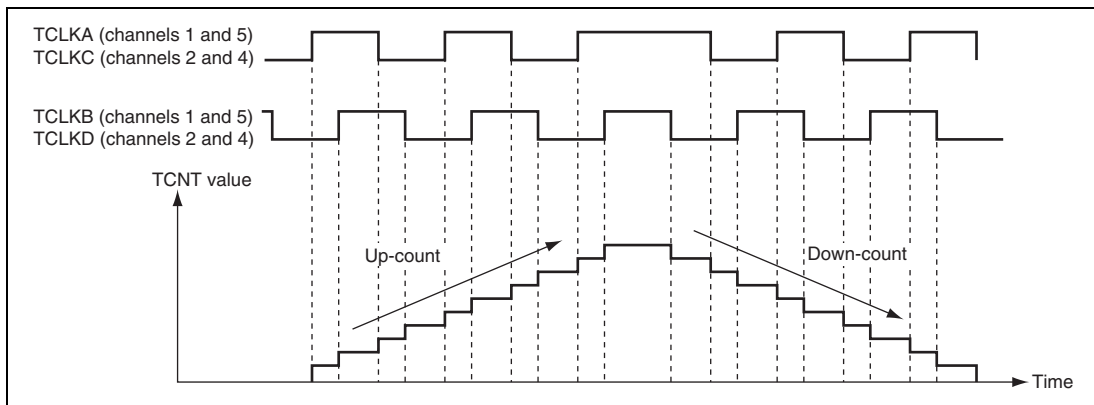 TCLKA (channels 1 and 5)
TCLKC (channels 2 and 4)
TCLKB (channels 1 and 5)
TCLKD (channels 2 and 4)
TCNT value
Up-count
Down-count
Time